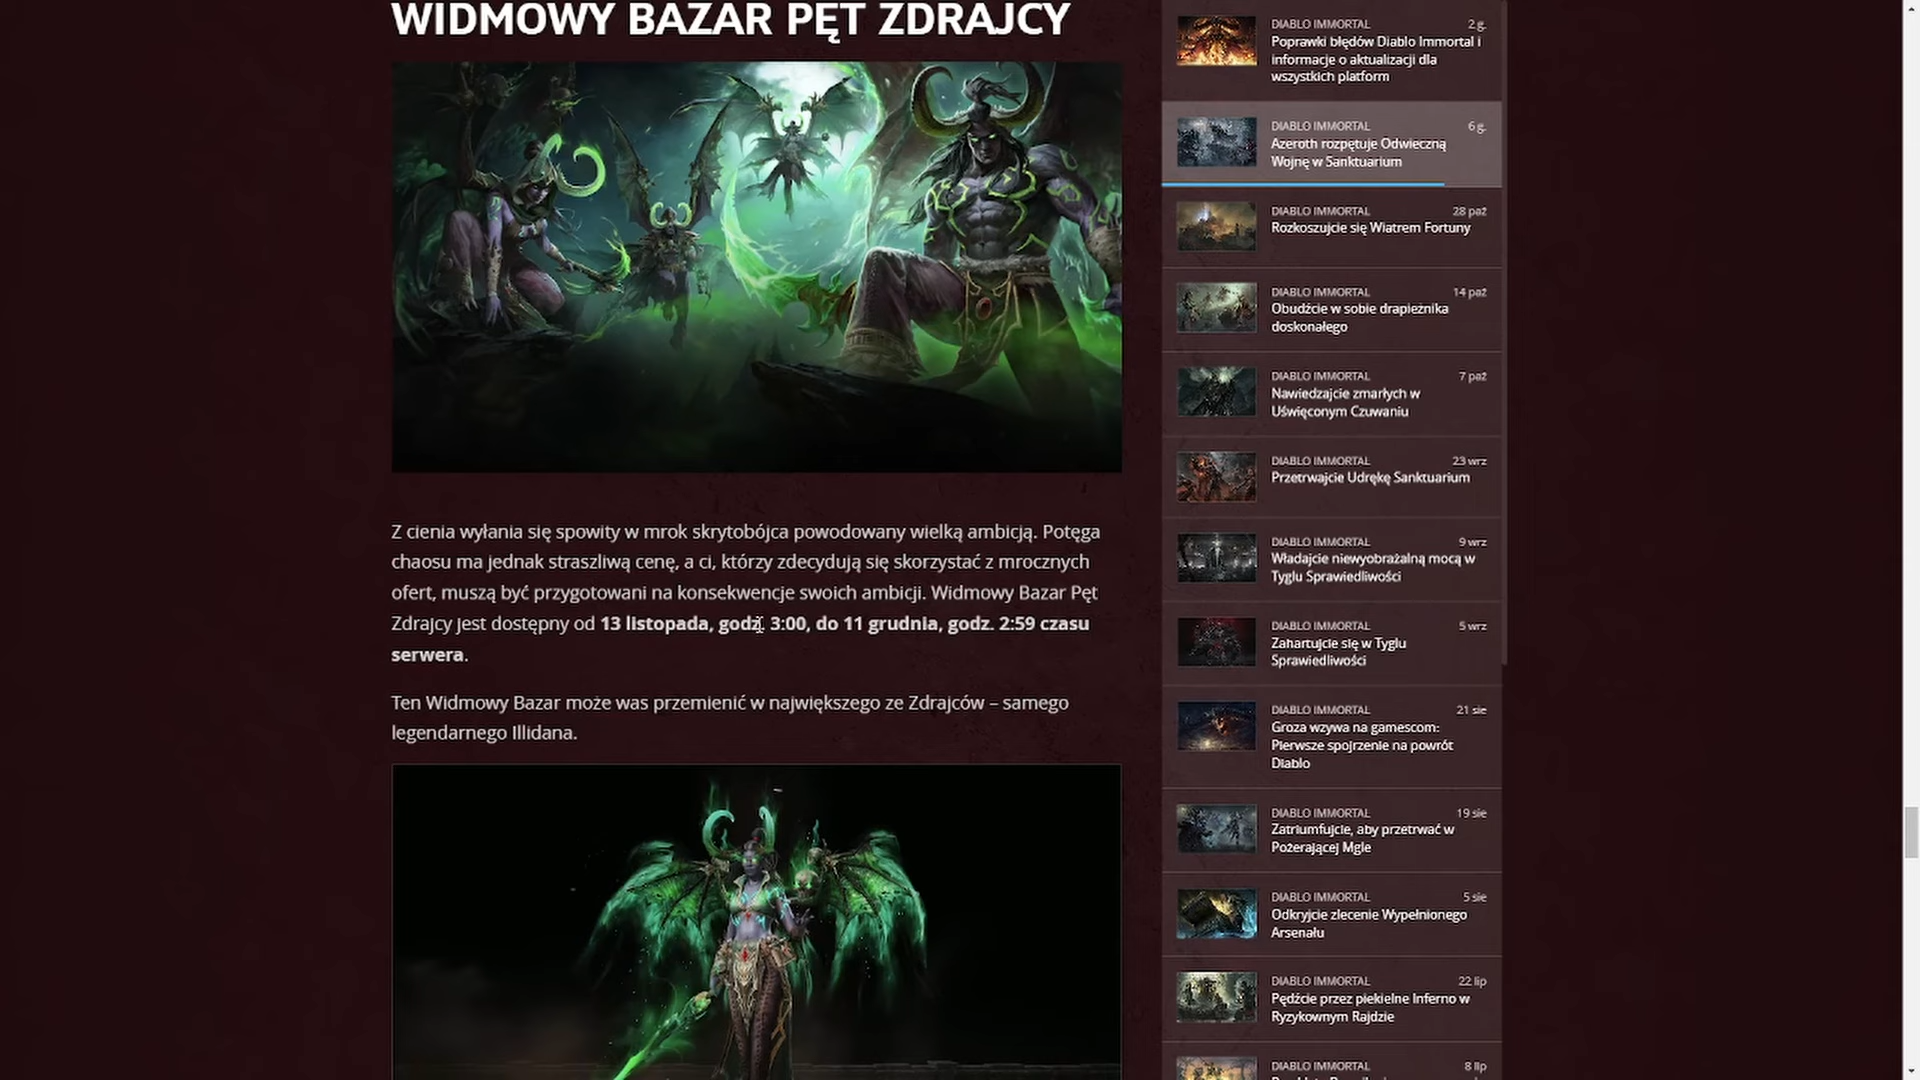 WIDMOWY BAZAR PĘT ZDRAJCY
Z cienia wyłania się spowity w mrok skrytobójca powodowany wielką ambicją. Potęga
chaosu ma jednak straszliwą cenę, a ci, którzy zdecydują się skorzystać z mrocznych
ofert, muszą być przygotowani na konsekwencje swoich ambicji. Widmowy Bazar Pęt
Zdrajcy jest dostępny od 13 listopada, godz. 3:00, do 11 grudnia, godz. 2:59 czasu
serwera.
Ten Widmowy Bazar może was przemienić w największego ze Zdrajców – samego
legendarnego Illidana.
DIABLO IMMORTAL 2 g.
Poprawki błędów Diablo Immortal i
informacje o aktualizacji dla
wszystkich platform
DIABLO IMMORTAL 6 g.
Azeroth rozpętuje Odwieczną
Wojnę w Sanktuarium
DIABLO IMMORTAL 28 paź
Rozkoszujcie się Wiatrem Fortuny
DIABLO IMMORTAL 14 paź
Obudźcie w sobie drapieżnika
doskonałego
DIABLO IMMORTAL 7 paź
Nawiedzajcie zmarłych w
Uświęconym Czuwaniu
DIABLO IMMORTAL 23 wrz
Przetrwajcie Udrękę Sanktuarium
DIABLO IMMORTAL 9 wrz
Władajcie niewyobrażalną mocą w
Tyglu Sprawiedliwości
DIABLO IMMORTAL 5 wrz
Zahartujcie się w Tyglu
Sprawiedliwości
DIABLO IMMORTAL 21 sie
Groza wzywa na gamescom:
Pierwsze spojrzenie na powrót
Diablo
DIABLO IMMORTAL 19 sie
Zatriumfujcie, aby przetrwać w
Pożerającej Mgle
DIABLO IMMORTAL 5 sie
Odkryjcie zlecenie Wypełnionego
Arsenału
DIABLO IMMORTAL 22 lip
Pędźcie przez piekielne Inferno w
Ryzykownym Rajdzie
DIABLO IMMORTAL 8 lip